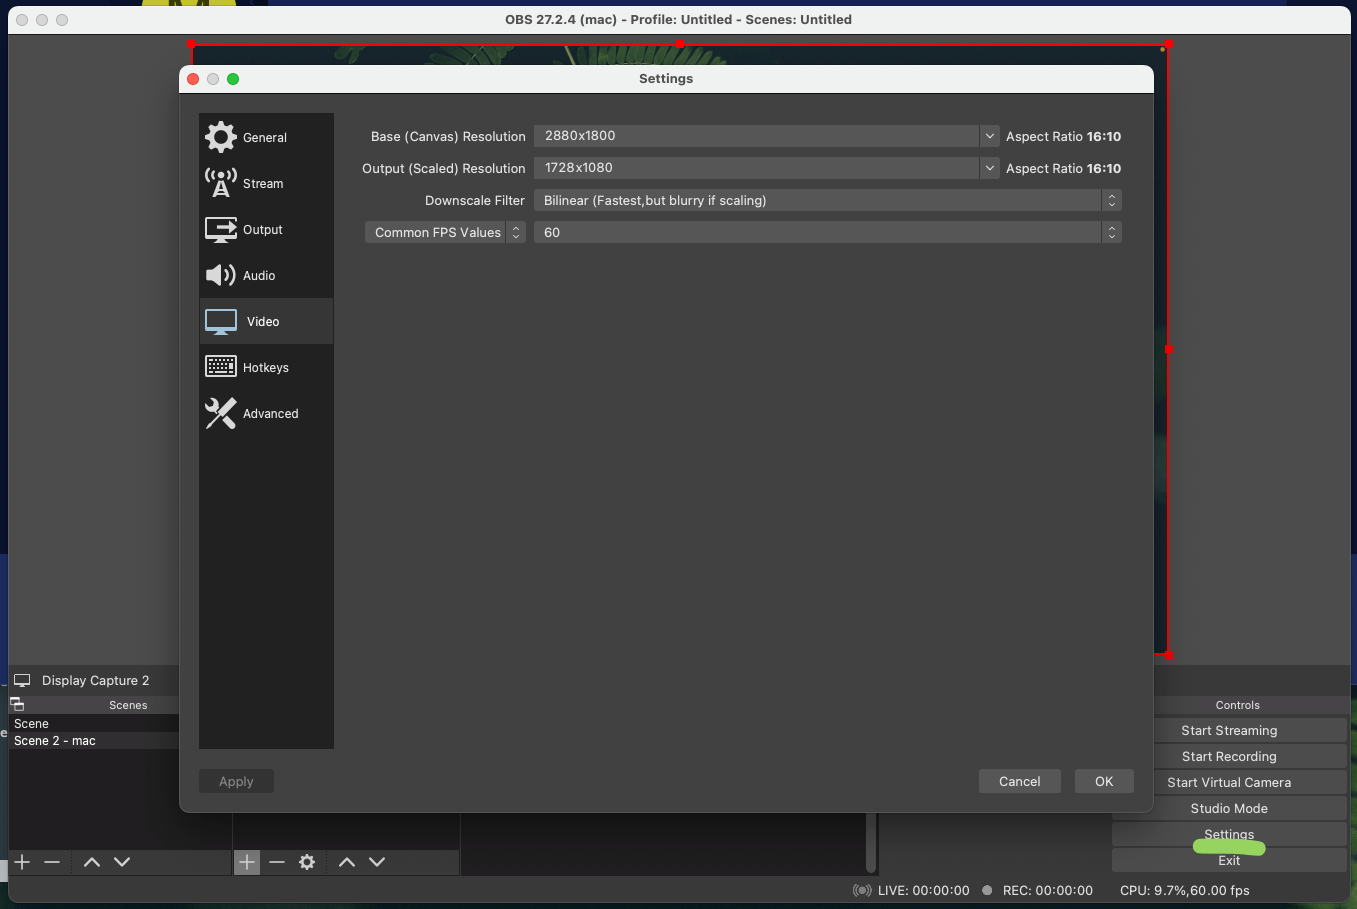 OBS 27.2.4 (mac) - Profile: Untitled - Scenes: Untitled
Settings
General
Stream
Output
Audio
Video
Hotkeys
Advanced
Base (Canvas) Resolution 2880x1800 Aspect Ratio 16:10
Output (Scaled) Resolution 1728x1080 Aspect Ratio 16:10
Downscale Filter Bilinear (Fastest,but blurry if scaling)
Common FPS Values 60
Apply Cancel OK
Display Capture 2
Scenes
Scene
Scene 2 - mac
Controls
Start Streaming
Start Recording
Start Virtual Camera
Studio Mode
Settings
Exit
LIVE: 00:00:00 REC: 00:00:00 CPU: 9.7%,60.00 fps